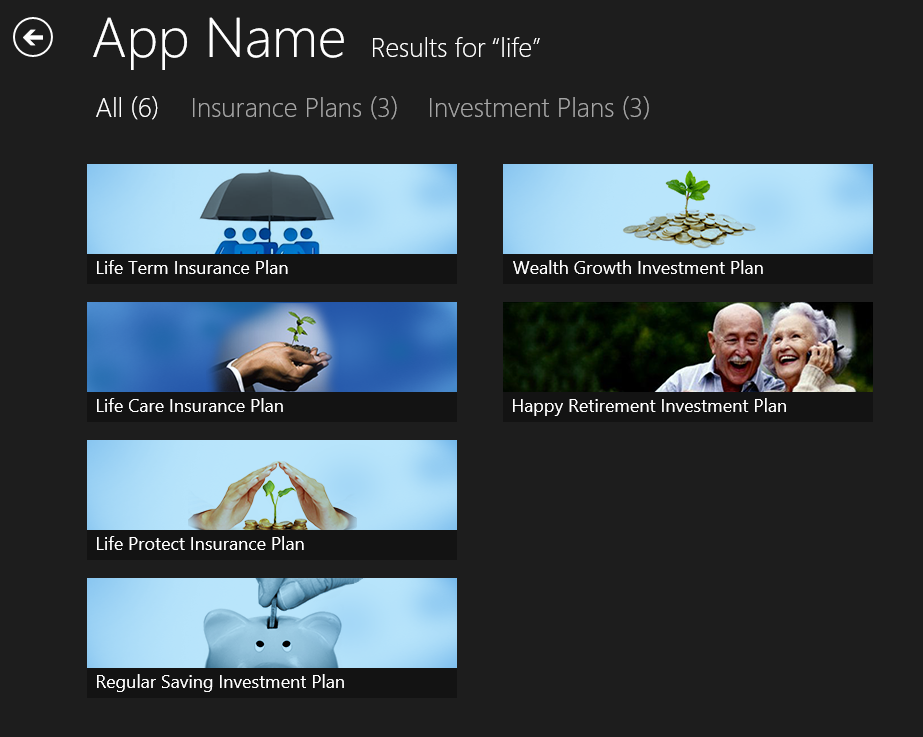 App Name Results for “life”
All (6) Insurance Plans (3) Investment Plans (3)
Life Term Insurance Plan
Life Care Insurance Plan
Life Protect Insurance Plan
Regular Saving Investment Plan
Wealth Growth Investment Plan
Happy Retirement Investment Plan